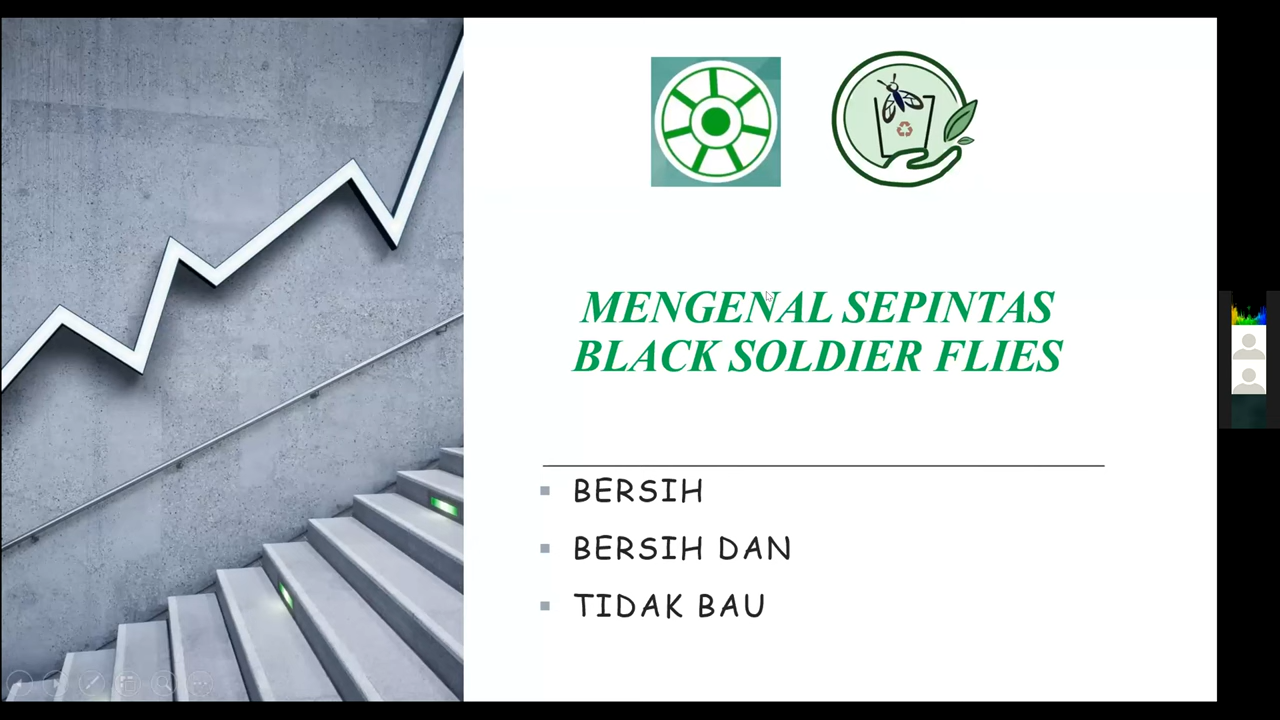 MENGENAL SEPINTAS
BLACK SOLDIER FLIES
BERSIH
BERSIH DAN
TIDAK BAU